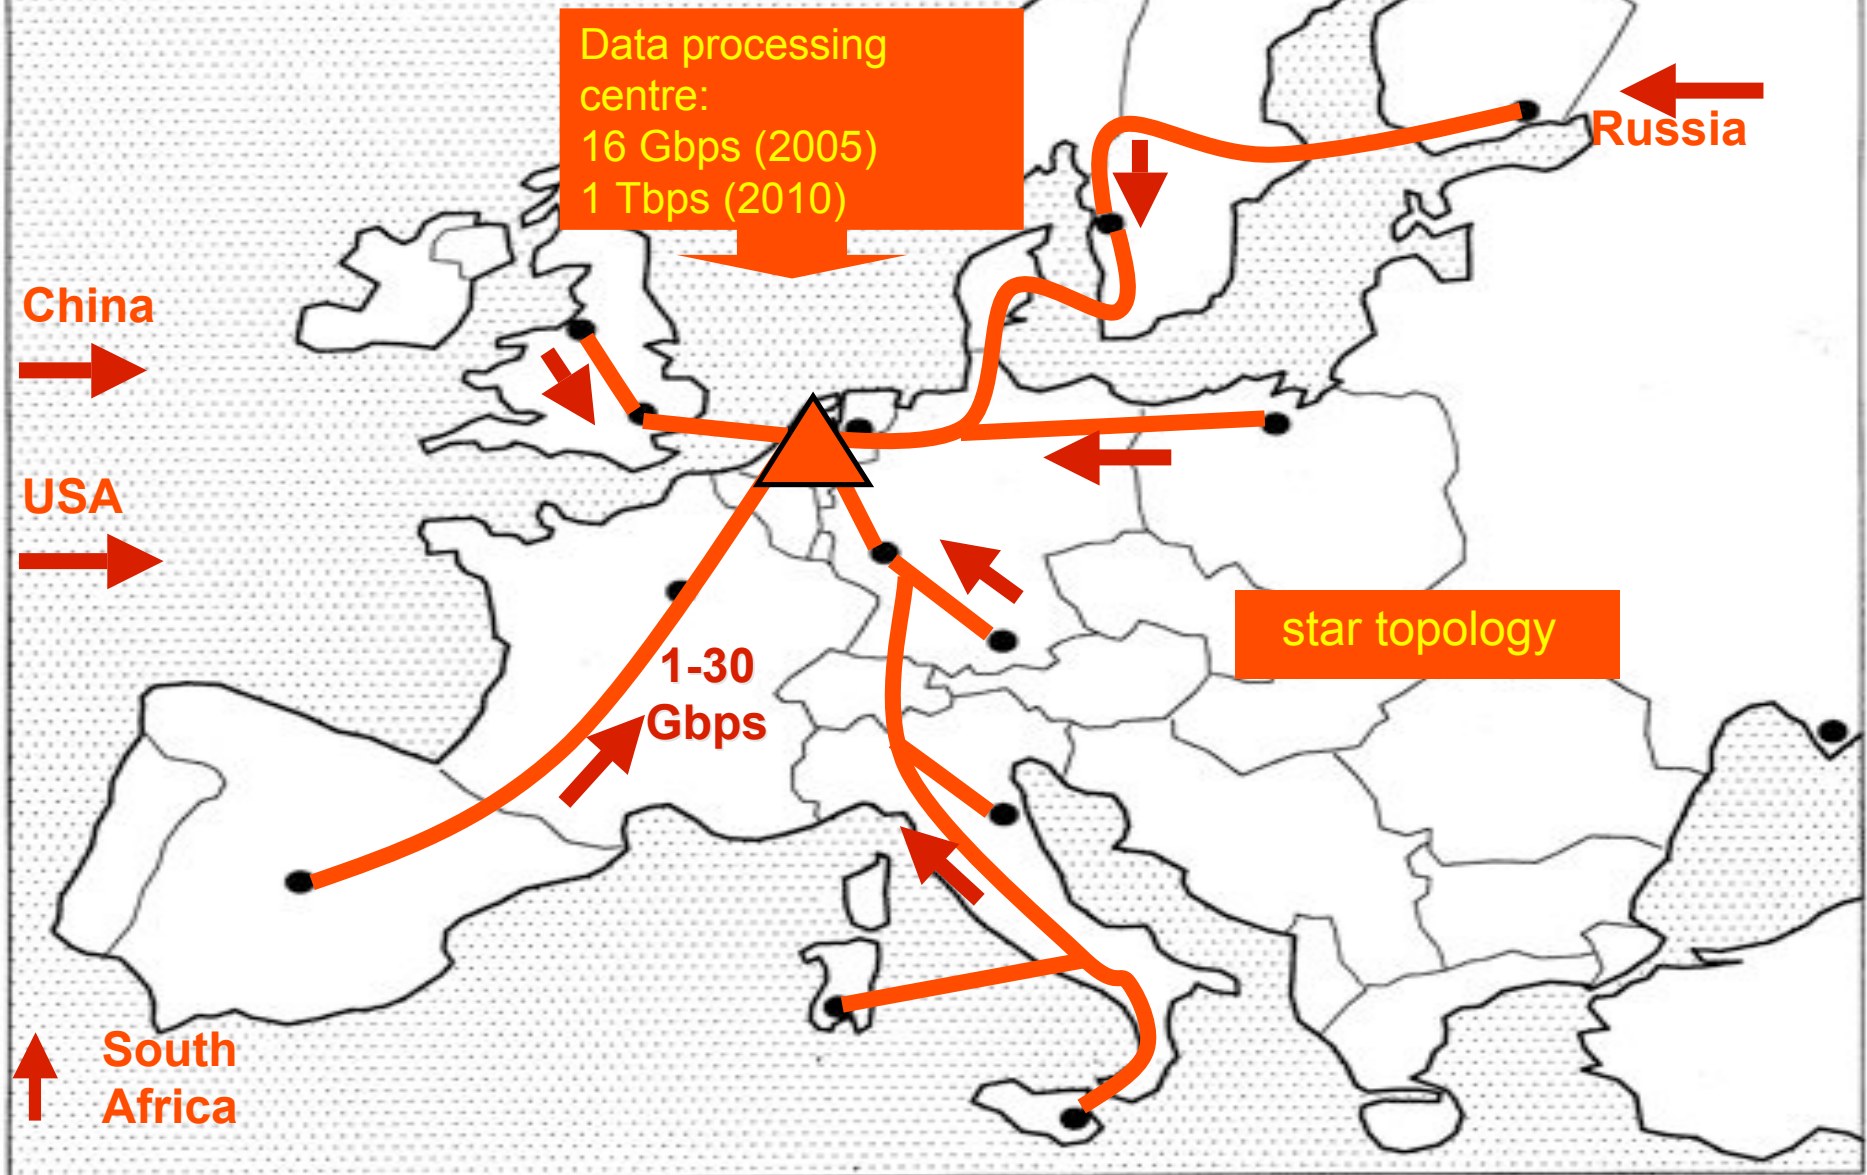 Data processing
centre:
16 Gbps (2005)
1 Tbps (2010)
Russia
China
USA
star topology
1-30
Gbps
South
Africa